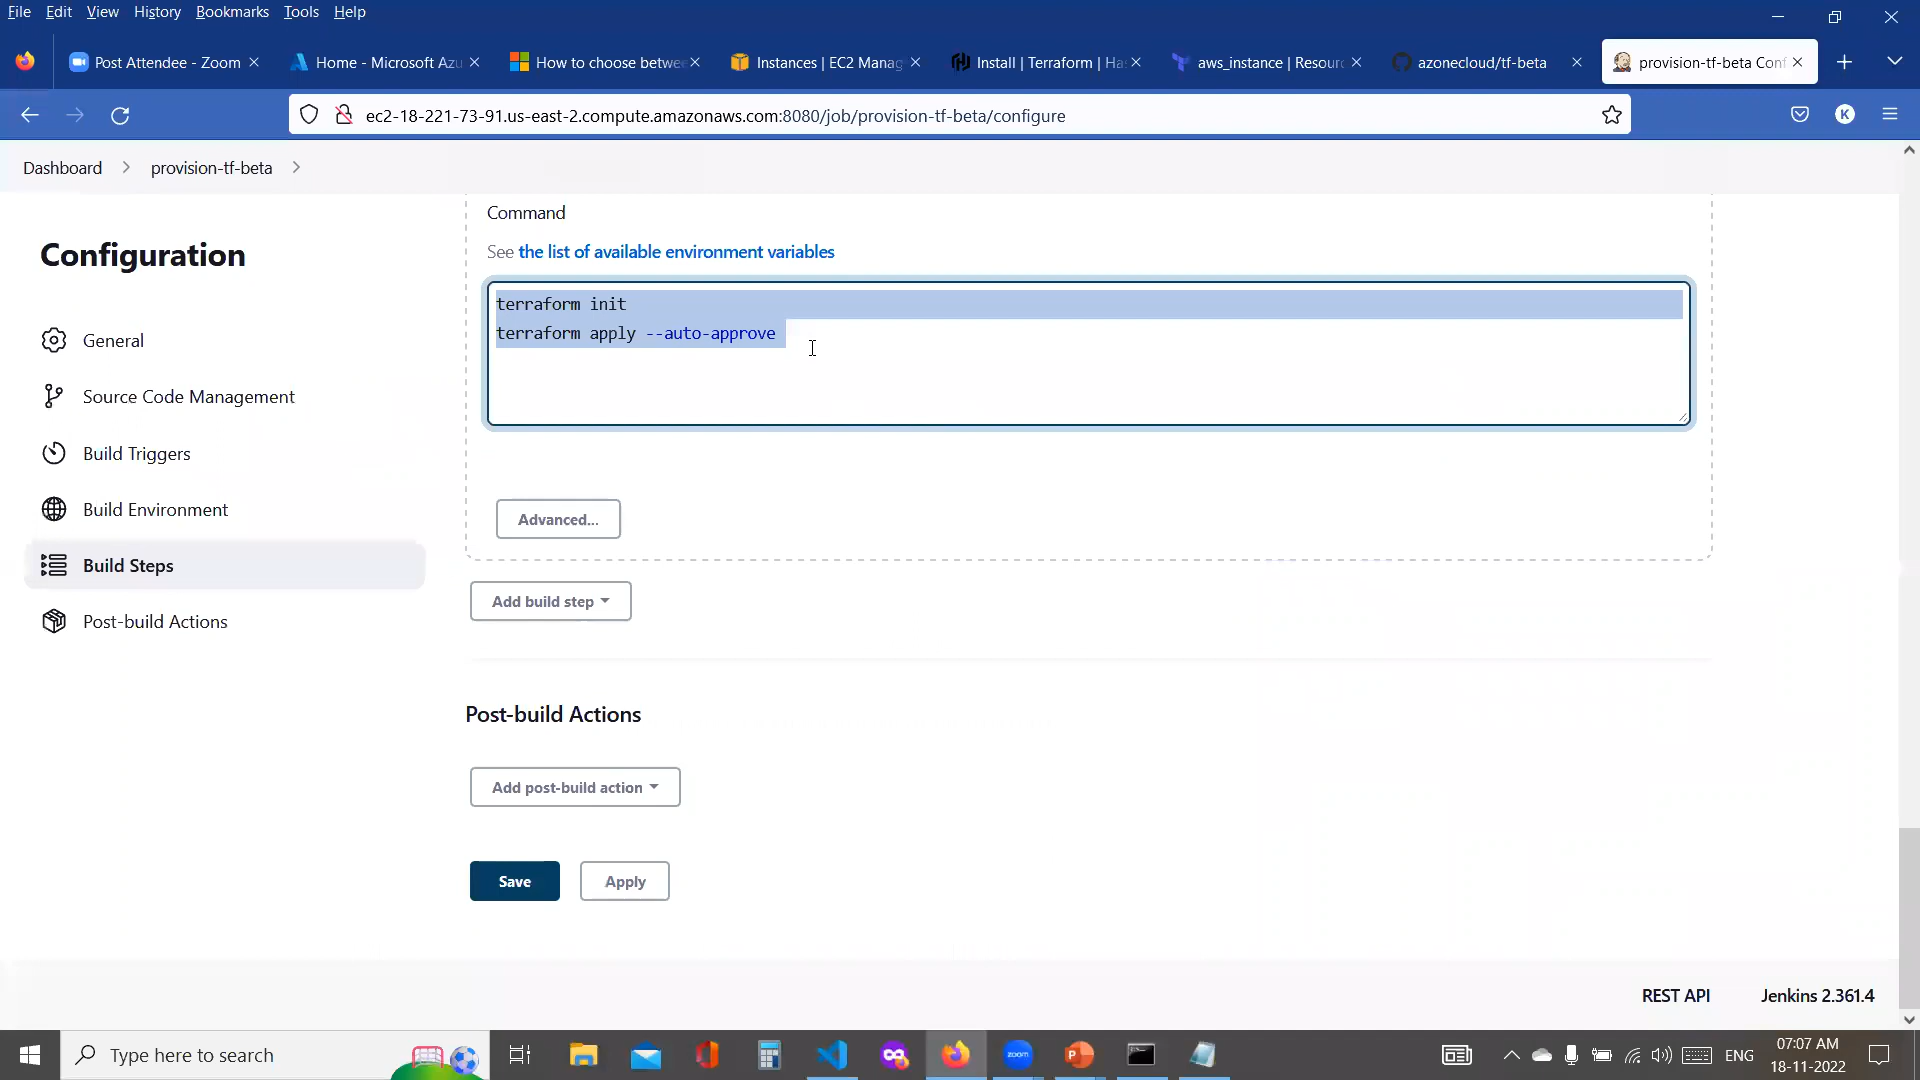 File Edit View History Bookmarks Tools Help
Post Attendee - Zoom
Home - Microsoft Azu
How to choose betwee
Instances | EC2 Manag
Install | Terraform | Ha
aws_instance | Resourc
azonecloud/tf-beta
provision-tf-beta Conf
ec2-18-221-73-91.us-east-2.compute.amazonaws.com:8080/job/provision-tf-beta/configure
K
Dashboard
provision-tf-beta
Configuration
General
Source Code Management
Build Triggers
Build Environment
Build Steps
Post-build Actions
Command
See the list of available environment variables
terraform init
terraform apply --auto-approve
Advanced...
Add build step
Post-build Actions
Add post-build action
Save
Apply
REST API
Jenkins 2.361.4
Type here to search
zoom
ENG
07:07 AM
18-11-2022